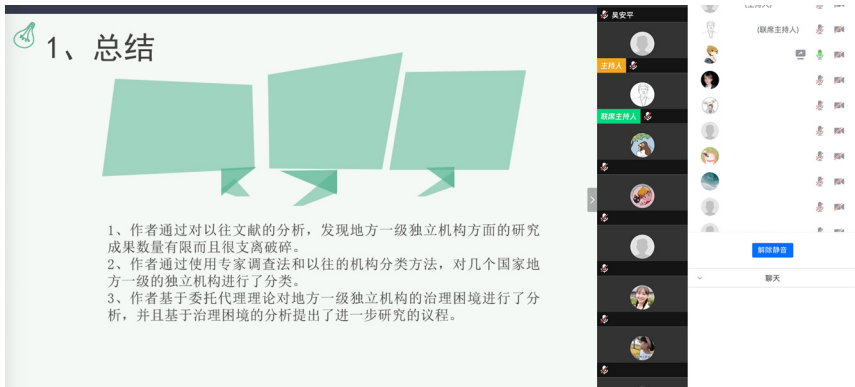 1、总结
1、作者通过对以往文献的分析，发现地方一级独立机构方面的研究
成果数量有限而且很支离破碎。
2、作者通过使用专家调查法和以往的机构分类方法，对几个国家地
方一级的独立机构进行了分类。
3、作者基于委托代理理论对地方一级独立机构的治理困境进行了分
析，并且基于治理困境的分析提出了进一步研究的议程。
吴安平
主持人
联席主持人
(主持人)
(联席主持人)
解除静音
聊天